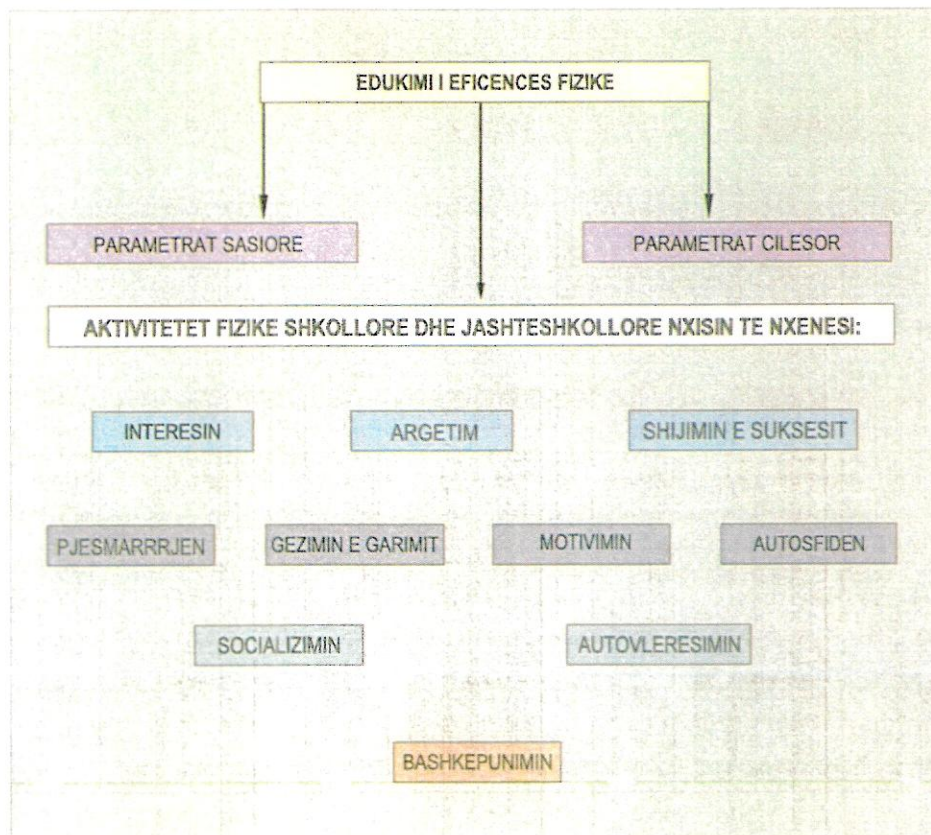 EDUKIMI I EFICENCES FIZIKE
PARAMETRAT SASIORE
PARAMETRAT CILESOR
AKTIVITETET FIZIKE SHKOLLORE DHE JASHTESHKOLLORE NXISIN TE NXENESI:
INTERESIN
ARGETIM
SHIJIMIN E SUKSESIT
PJESMARRRJEN
GEZIMIN E GARIMIT
MOTIVIMIN
AUTOSFIDEN
SOCIALIZIMIN
AUTOVLERESIMIN
BASHKEPUNIMIN